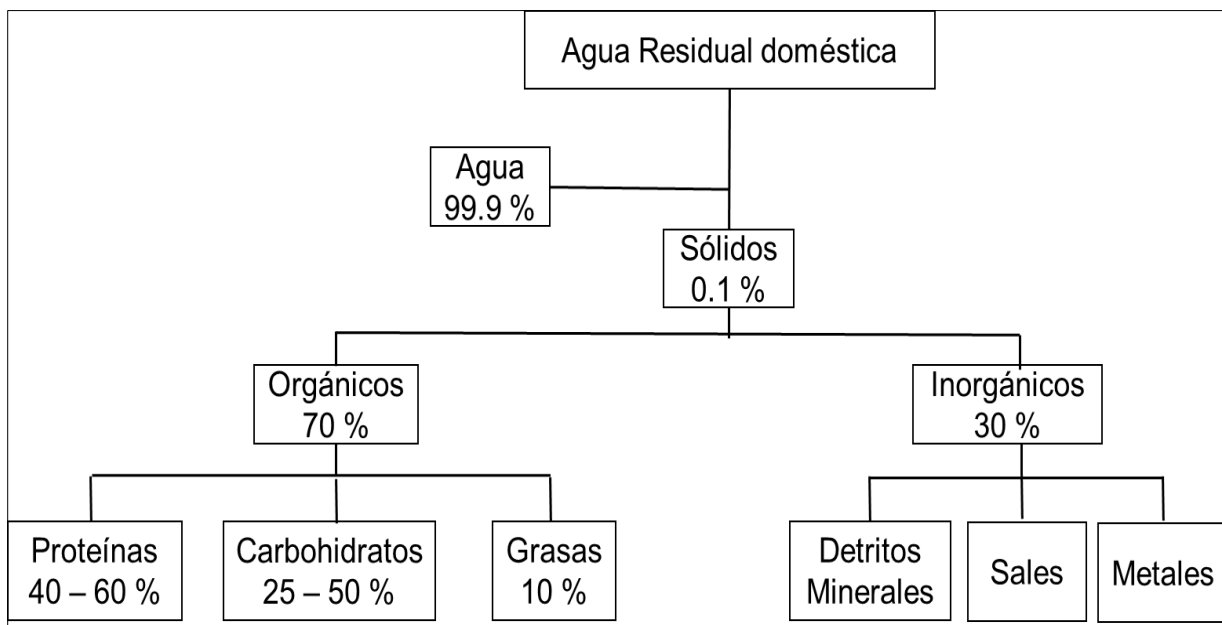 Agua Residual doméstica
Agua
99.9 %
Sólidos
0.1 %
Orgánicos
70 %
Inorgánicos
30 %
Proteínas
40 – 60 %
Carbohidratos
25 – 50 %
Grasas
10 %
Detritos
Minerales
Sales
Metales